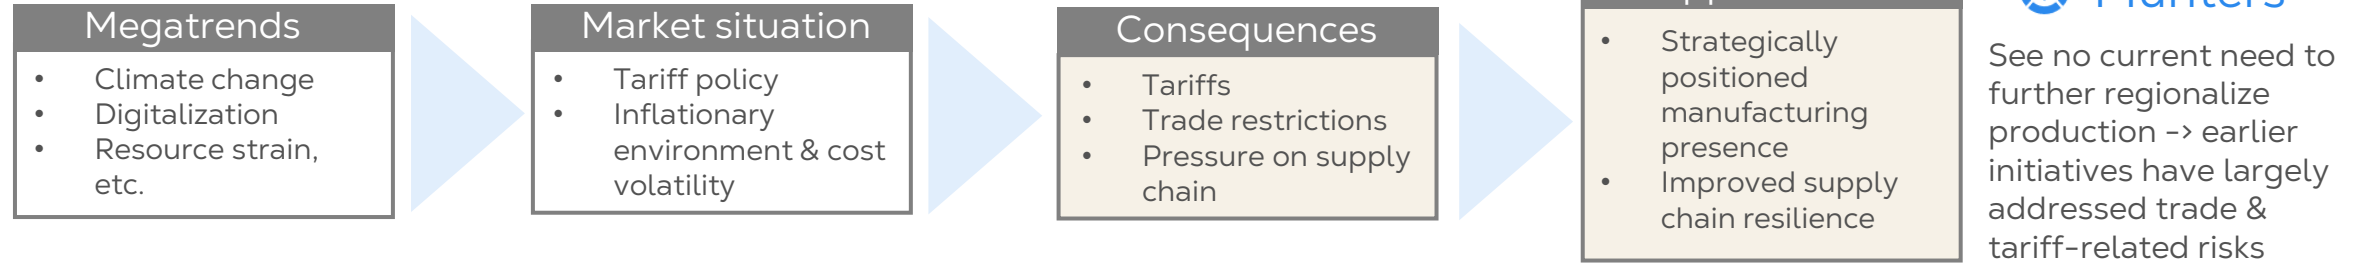 Megatrends
• Climate change
• Digitalization
• Resource strain,
etc.
Market situation
• Tariff policy
• Inflationary
environment & cost
volatility
Consequences
• Tariffs
• Trade restrictions
• Pressure on supply
chain
• Strategically
positioned
manufacturing
presence
• Improved supply
chain resilience
See no current need to
further regionalize
production -> earlier
initiatives have largely
addressed trade &
tariff-related risks